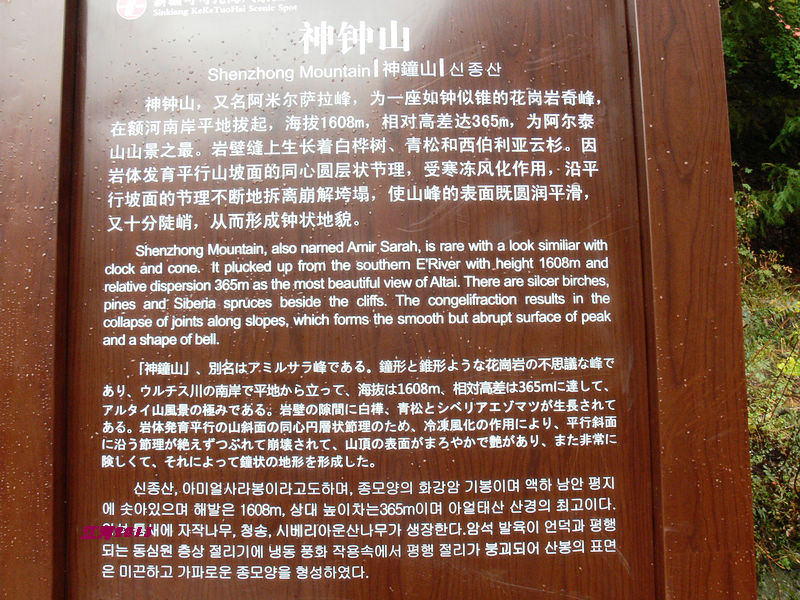 Sinkiang KeKeTuoHai Scenic Spot
神钟山
Shenzhong Mountain|神鐘山|신종산
神钟山，又名阿米尔萨拉峰，为一座如钟似锥的花岗岩奇峰，
在额河南岸平地拔起，海拔1608m，相对高差达365m，为阿尔泰
山山景之最。岩壁缝上生长着白桦树、青松和西伯利亚云杉。因
岩体发育平行山坡面的同心圆层状节理，受寒冻风化作用，沿平
行坡面的节理不断地拆离崩解垮塌，使山峰的表面既圆润平滑，
又十分陡峭，从而形成钟状地貌。
Shenzhong Mountain, also named Amir Sarah, is rare with a look similiar with
clock and cone. It plucked up from the southern E'River with height 1608m and
relative dispersion 365m as the most beautiful view of Altai. There are silcer birches,
pines and Siberia spruces beside the cliffs. The congelifraction results in the
collapse of joints along slopes, which forms the smooth but abrupt surface of peak
and a shape of bell.
「神鐘山」、別名はアミルサラ峰である。鐘形と錐形ような花崗岩の不思議な峰で
あり、ウルチス川の南岸で平地から立って、海抜は1608m、相対高差は365mに達して、
アルタイ山風景の極みである。岩壁の隙間に白樺、青松とシベリアエゾマツが生長されて
ある。岩体発育平行の山斜面の同心円層状節理のため、冷凍風化の作用により、平行斜面
に沿う節理が絶えずつぶれて崩壊されて、山頂の表面がまろやかで艶があり、また非常に
険しくて、それによって鐘状の地形を形成した。
신종산, 아미얼사라봉이라고도하며, 종모양의 화강암 기봉이며 액하 남안 평지
에 솟아있으며 해발은 1608m, 상대 높이차는365m이며 아얼태산 산경의 최고이다.
새에 자작나무, 청송, 시베리아운산나무가 생장한다.암석 발육이 언덕과 평행
되는 동심원 층상 절리기에 냉동 풍화 작용속에서 평행 절리가 붕괴되어 산봉의 표면
은 미끈하고 가파로운 종모양을 형성하였다.